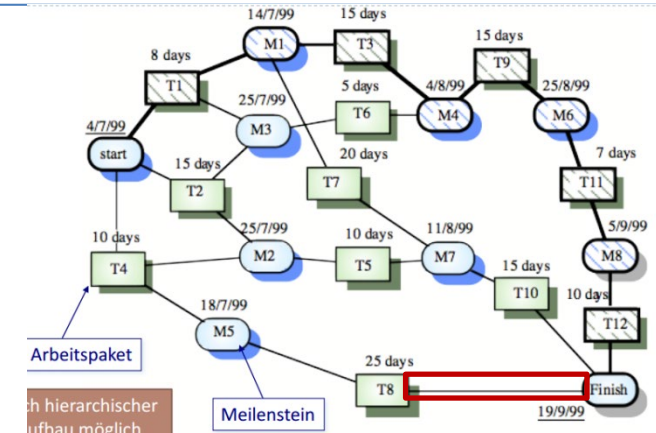 14/7/99
15 days
M1
T3
15 days
8 days
T9
T1
25/7/99
5 days
4/8/99
25/8/99
4/7/99
M3
T6
M4
M6
start
15 days
20 days
7 days
T2
T7
T11
25/7/99
11/8/99
5/9/99
10 days
10 days
M2
T5
M7
15 days
M8
T4
T10
10 days
18/7/99
T12
M5
25 days
Arbeitspaket
T8
Finish
ch hierarchischer
Meilenstein
19/9/99
ufbau möglich